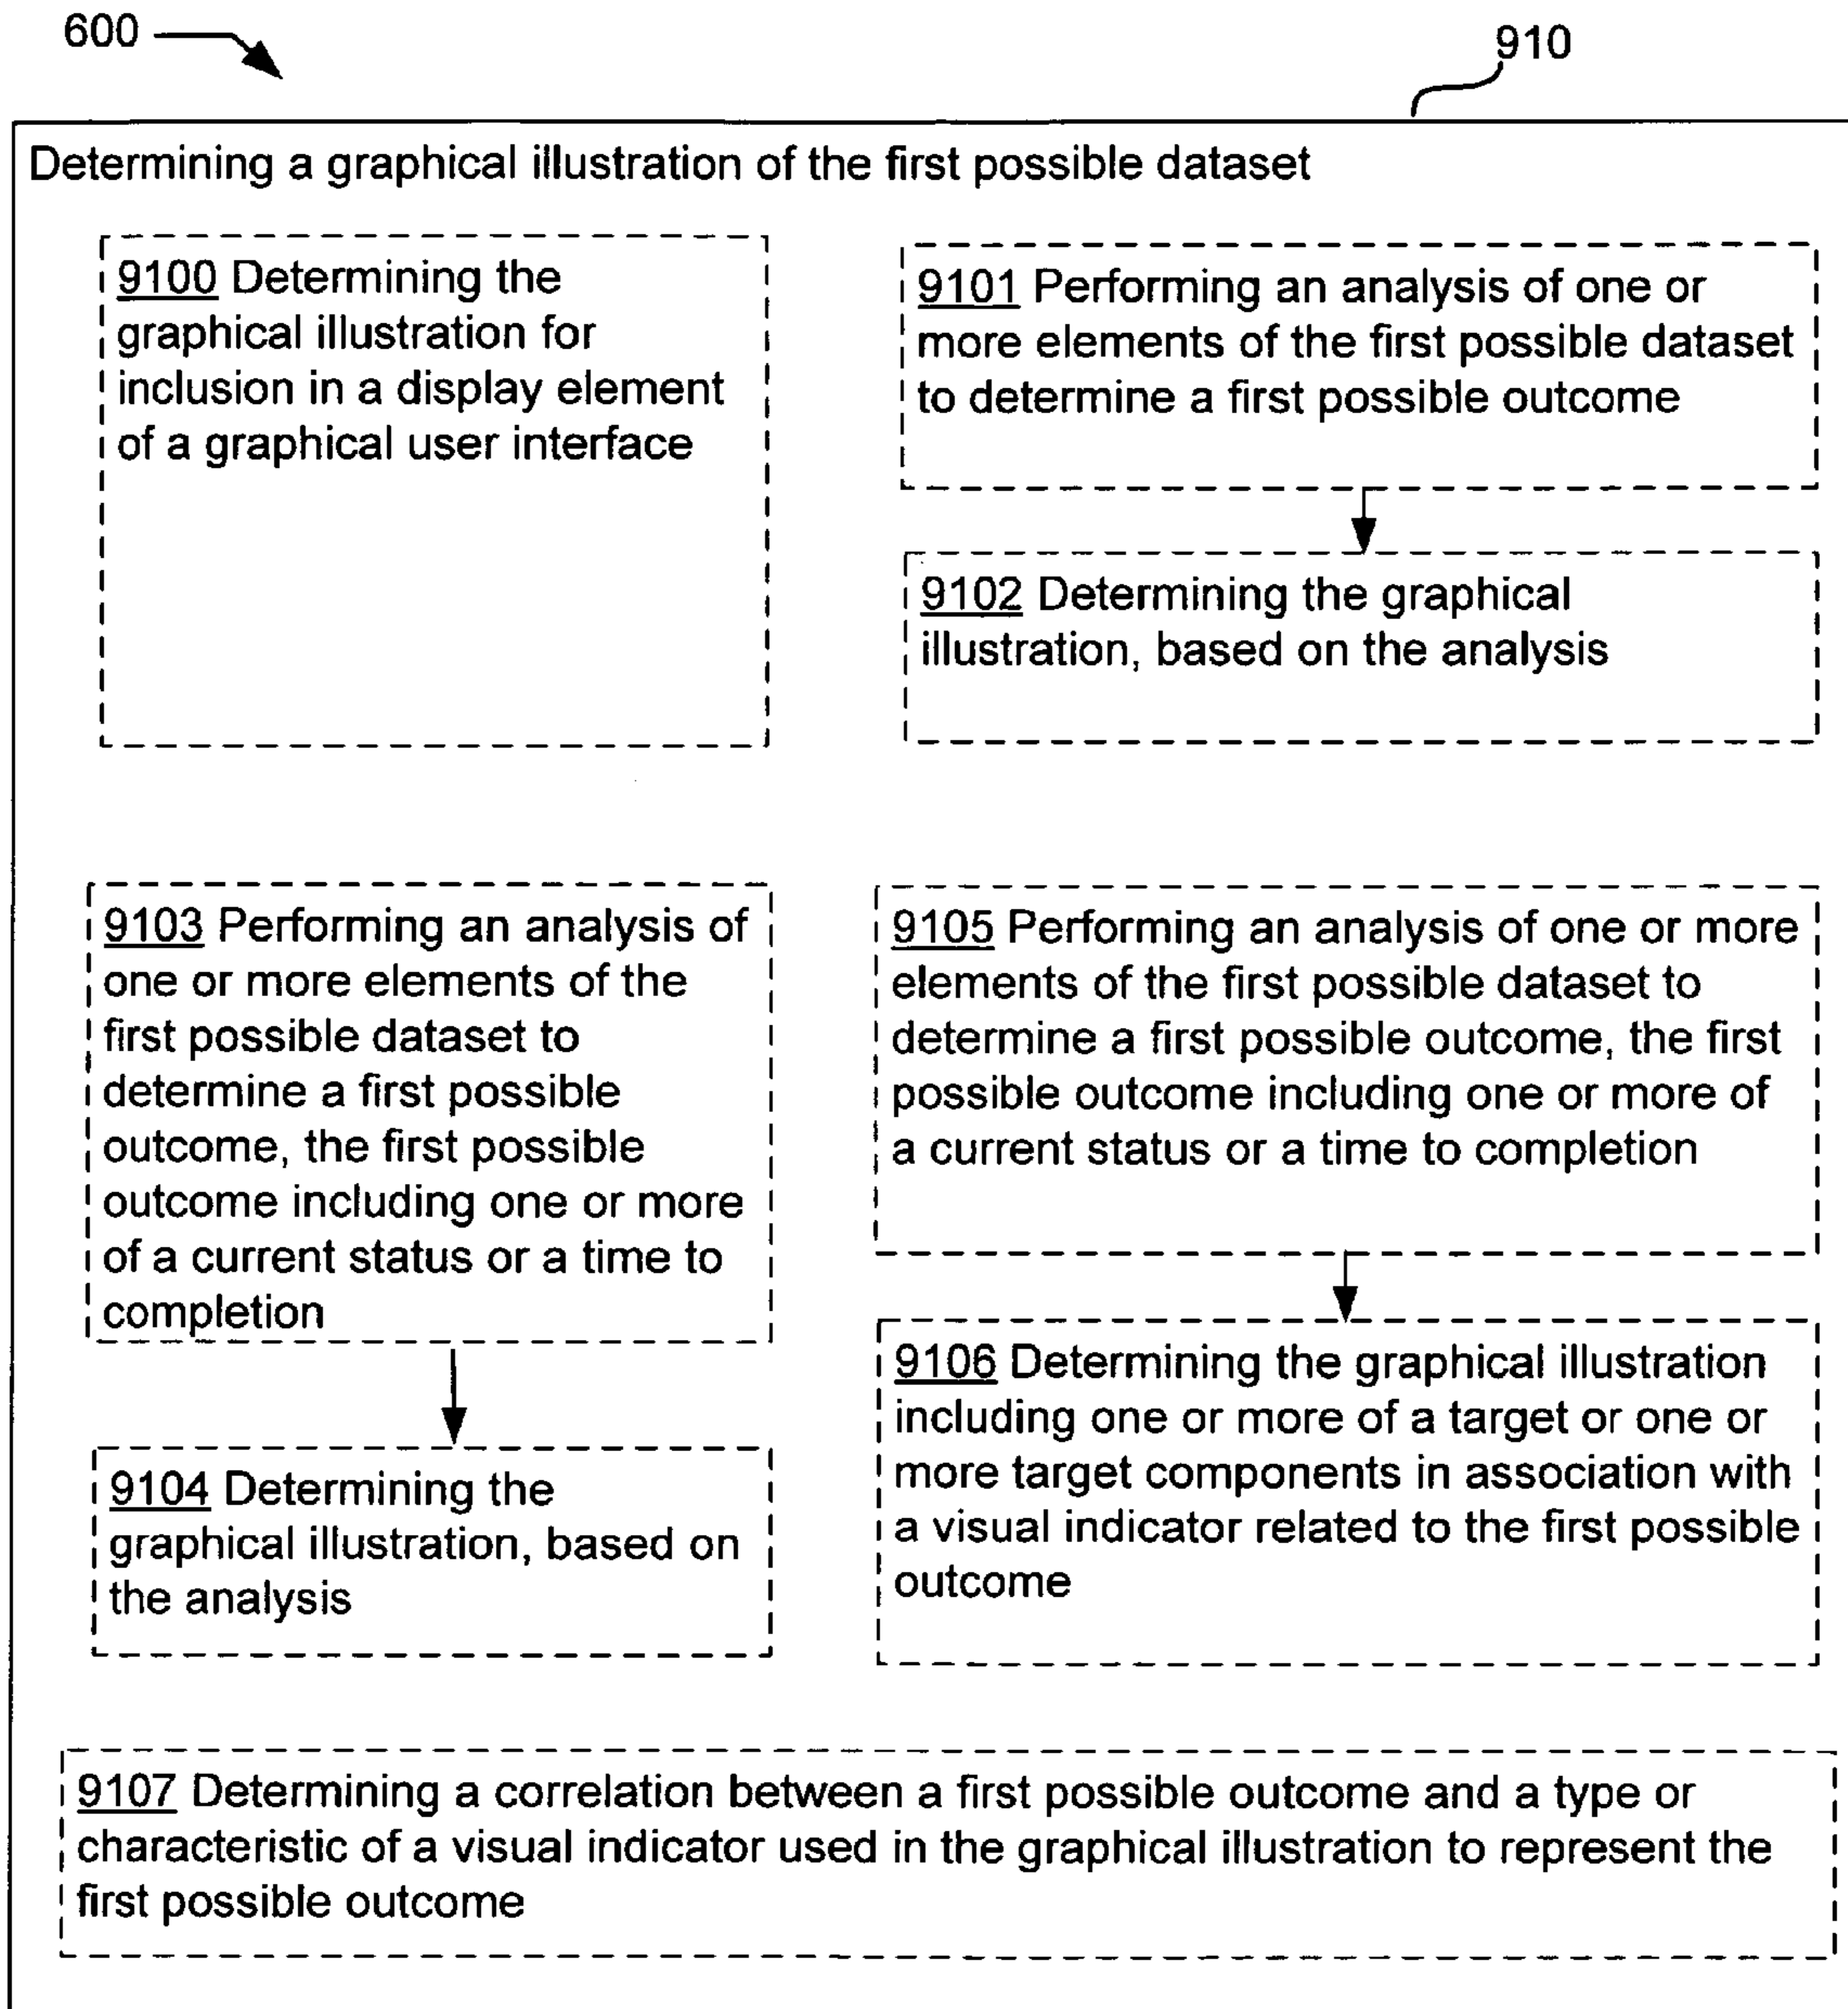 600
910
Determining a graphical illustration of the first possible dataset
9100 Determining the
graphical illustration for
inclusion in a display element
of a graphical user interface
9101 Performing an analysis of one or
more elements of the first possible dataset
to determine a first possible outcome
9102 Determining the graphical
illustration, based on the analysis
9103 Performing an analysis of
one or more elements of the
first possible dataset to
determine a first possible
outcome, the first possible
outcome including one or more
of a current status or a time to
completion
9104 Determining the
graphical illustration, based on
the analysis
9105 Performing an analysis of one or more
elements of the first possible dataset to
determine a first possible outcome, the first
possible outcome including one or more of
a current status or a time to completion
9106 Determining the graphical illustration
including one or more of a target or one or
more target components in association with
a visual indicator related to the first possible
outcome
9107 Determining a correlation between a first possible outcome and a type or
characteristic of a visual indicator used in the graphical illustration to represent the
first possible outcome